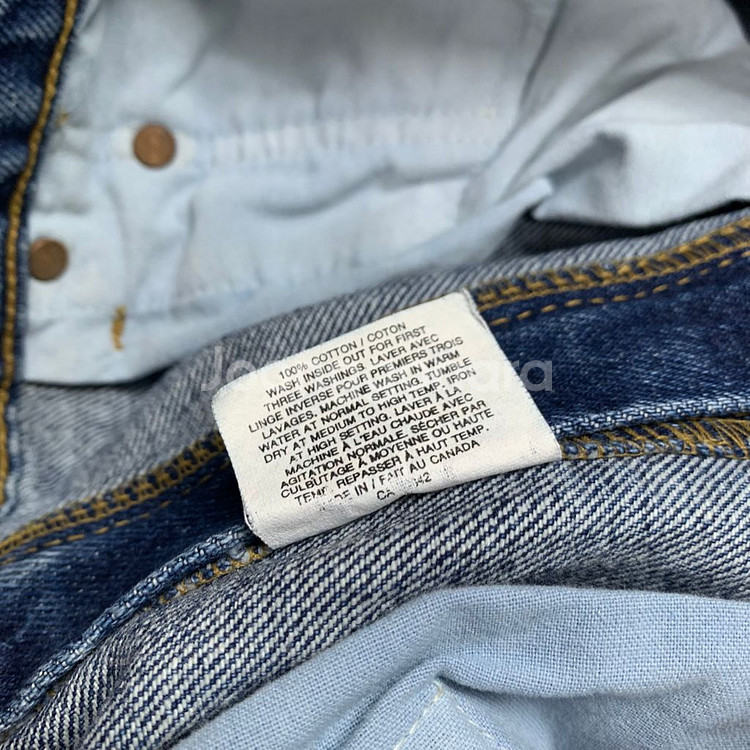 100% COTTON / COTON
WASH INSIDE OUT FOR FIRST
THREE WASHINGS. LAVER AVEC
LINGE INVERSE POUR PREMIERS TROIS
LAVAGES. MACHINE WASH IN WARM
WATER AT NORMAL SETTING. TUMBLE
DRY AT MEDIUM TO HIGH TEMP. IRON
AT HIGH SETTING. LAVER À LA
MACHINE À L'EAU CHAUDE AVEC
AGITATION NORMALE. SÉCHER PAR
CULBUTAGE À MOYENNE OU HAUTE
TEMP. REPASSER À HAUT TEMP.
IN / FAIT AU CANADA
CA